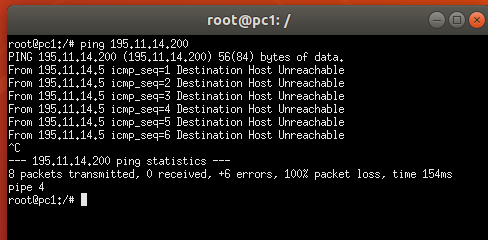 root@pc1: /
root@pc1:/# ping 195.11.14.200
PING 195.11.14.200 (195.11.14.200) 56(84) bytes of data.
From 195.11.14.5 icmp_seq=1 Destination Host Unreachable
From 195.11.14.5 icmp_seq=2 Destination Host Unreachable
From 195.11.14.5 icmp_seq=3 Destination Host Unreachable
From 195.11.14.5 icmp_seq=4 Destination Host Unreachable
From 195.11.14.5 icmp_seq=5 Destination Host Unreachable
From 195.11.14.5 icmp_seq=6 Destination Host Unreachable
^C
--- 195.11.14.200 ping statistics ---
8 packets transmitted, 0 received, +6 errors, 100% packet loss, time 154ms
pipe 4
root@pc1:/#